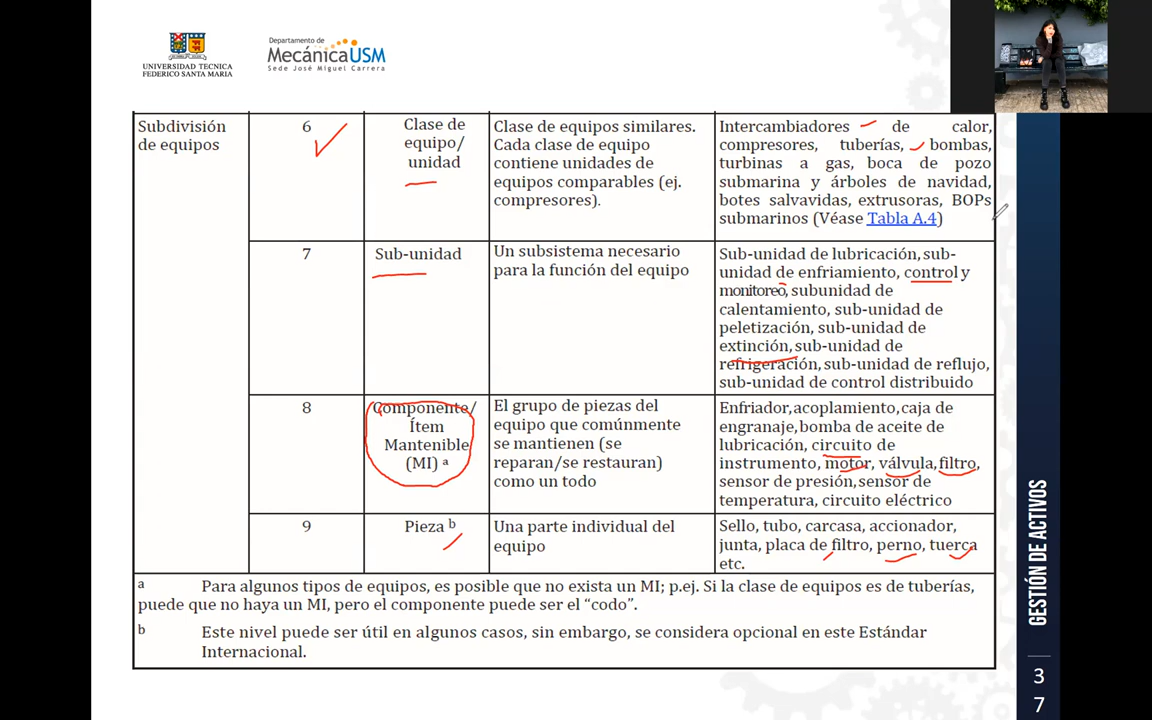 UNIVERSIDAD TECNICA
FEDERICO SANTA MARIA
Departamento de
MecánicaUSM
Sede José Miguel Carrera
Subdivisión
de equipos
6
Clase de
equipo/
unidad
Clase de equipos similares.
Cada clase de equipo
contiene unidades de
equipos comparables (ej.
compresores).
Intercambiadores de calor,
compresores, tuberías, bombas,
turbinas a gas, boca de pozo
submarina y árboles de navidad,
botes salvavidas, extrusoras, BOPs
submarinos (Véase Tabla A.4)
7
Sub-unidad
Un subsistema necesario
para la función del equipo
Sub-unidad de lubricación, sub-
unidad de enfriamiento, control y
monitoreo, subunidad de
calentamiento, sub-unidad de
peletización, sub-unidad de
extinción, sub-unidad de
refrigeración, sub-unidad de reflujo,
sub-unidad de control distribuido
8
Componente/
Ítem
Mantenible
(MI) a
El grupo de piezas del
equipo que comúnmente
se mantienen (se
reparan/se restauran)
como un todo
Enfriador, acoplamiento, caja de
engranaje, bomba de aceite de
lubricación, circuito de
instrumento, motor, válvula, filtro,
sensor de presión, sensor de
temperatura, circuito eléctrico
9
Pieza b
Una parte individual del
equipo
Sello, tubo, carcasa, accionador,
junta, placa de filtro, perno, tuerca
etc.
a Para algunos tipos de equipos, es posible que no exista un MI; p.ej. Si la clase de equipos es de tuberías,
puede que no haya un MI, pero el componente puede ser el “codo”.
b Este nivel puede ser útil en algunos casos, sin embargo, se considera opcional en este Estándar
Internacional.
GESTIÓN DE ACTIVOS
3
7